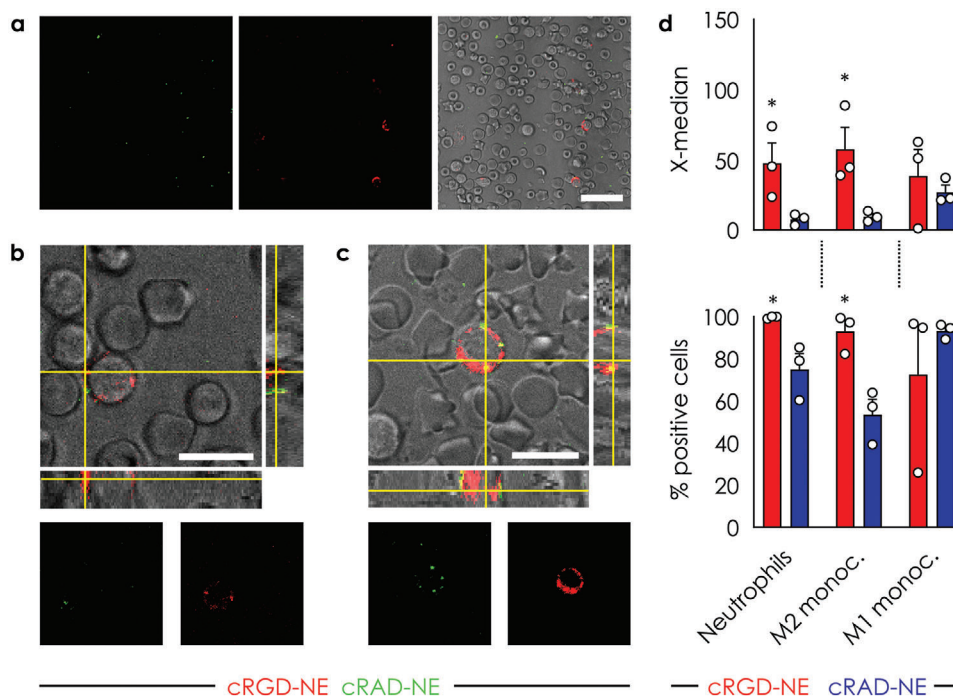 a
d
150
100
50
0
X-median
*
*
b
c
100
80
60
40
20
0
% positive cells
*
*
Neutrophils
M2 monoc.
M1 monoc.
cRGD-NE cRAD-NE
cRGD-NE cRAD-NE